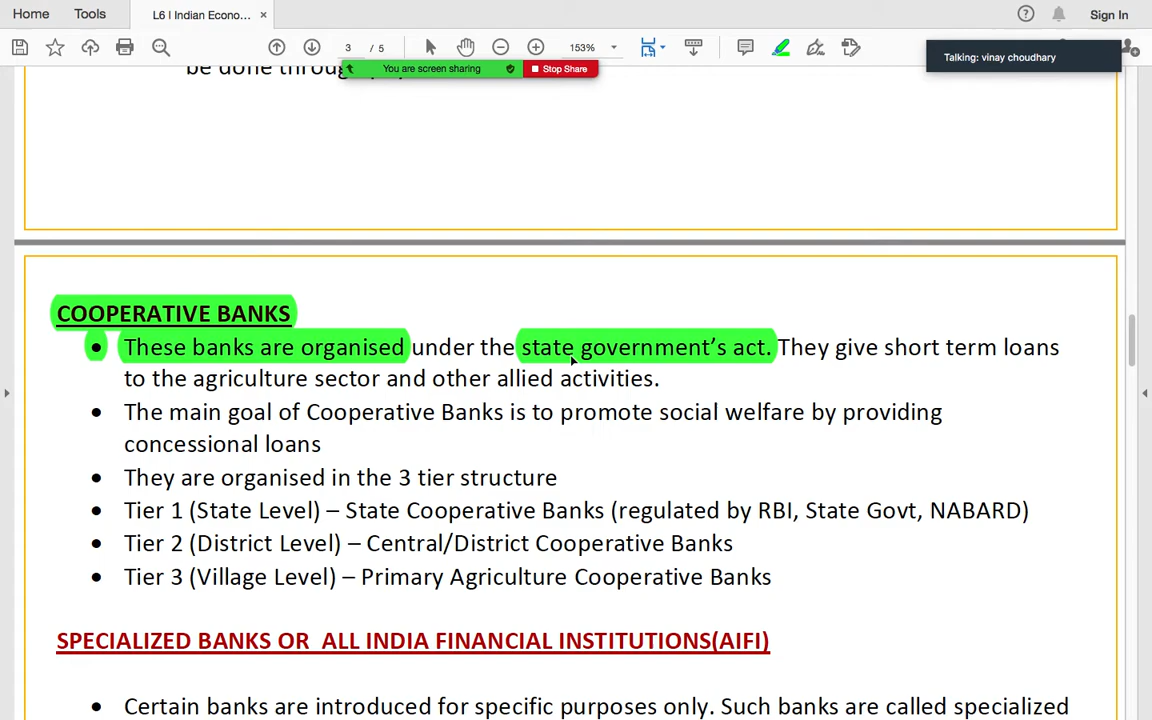 Home Tools L6 I Indian Econo... × Sign In
3 / 5 153%
Talking: vinay choudhary
You are screen sharing Stop Share
COOPERATIVE BANKS
• These banks are organised under the state government's act. They give short term loans
to the agriculture sector and other allied activities.
• The main goal of Cooperative Banks is to promote social welfare by providing
concessional loans
• They are organised in the 3 tier structure
• Tier 1 (State Level) – State Cooperative Banks (regulated by RBI, State Govt, NABARD)
• Tier 2 (District Level) – Central/District Cooperative Banks
• Tier 3 (Village Level) – Primary Agriculture Cooperative Banks
SPECIALIZED BANKS OR ALL INDIA FINANCIAL INSTITUTIONS(AIFI)
• Certain banks are introduced for specific purposes only. Such banks are called specialized